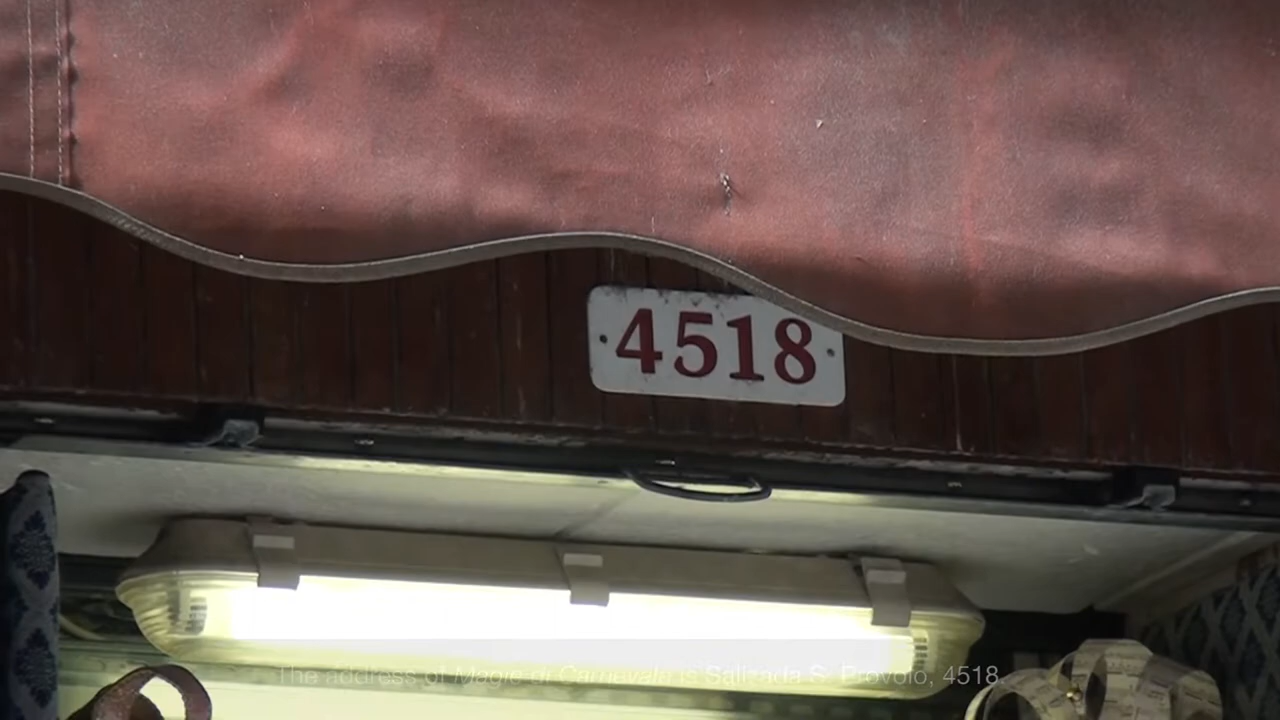 4518
The address of Magie di Carnevale is Salizada S. Provolo, 4518.